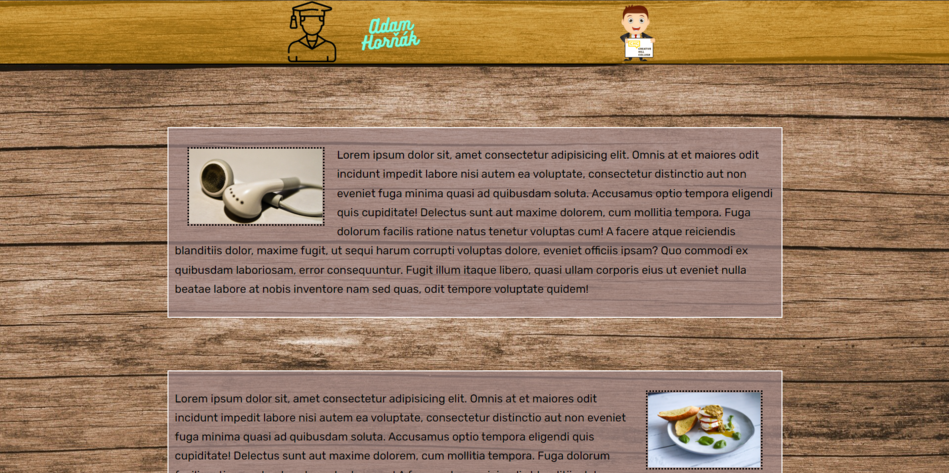 Adam
Horňák
Lorem ipsum dolor sit, amet consectetur adipisicing elit. Omnis at et maiores odit
incidunt impedit labore nisi autem ea voluptate, consectetur distinctio aut non
eveniet fuga minima quasi ad quibusdam soluta. Accusamus optio tempora eligendi
quis cupiditate! Delectus sunt aut maxime dolorem, cum mollitia tempora. Fuga
dolorum facilis ratione natus tenetur voluptas cum! A facere atque reiciendis
blanditiis dolor, maxime fugit, ut sequi harum corrupti voluptas dolore, eveniet officiis ipsam? Quo commodi ex
quibusdam laboriosam, error consequuntur. Fugit illum itaque libero, quasi ullam corporis eius ut eveniet nulla
beatae labore at nobis inventore nam sed quas, odit tempore voluptate quidem!
Lorem ipsum dolor sit, amet consectetur adipisicing elit. Omnis at et maiores odit
incidunt impedit labore nisi autem ea voluptate, consectetur distinctio aut non eveniet
fuga minima quasi ad quibusdam soluta. Accusamus optio tempora eligendi quis
cupiditate! Delectus sunt aut maxime dolorem, cum mollitia tempora. Fuga dolorum